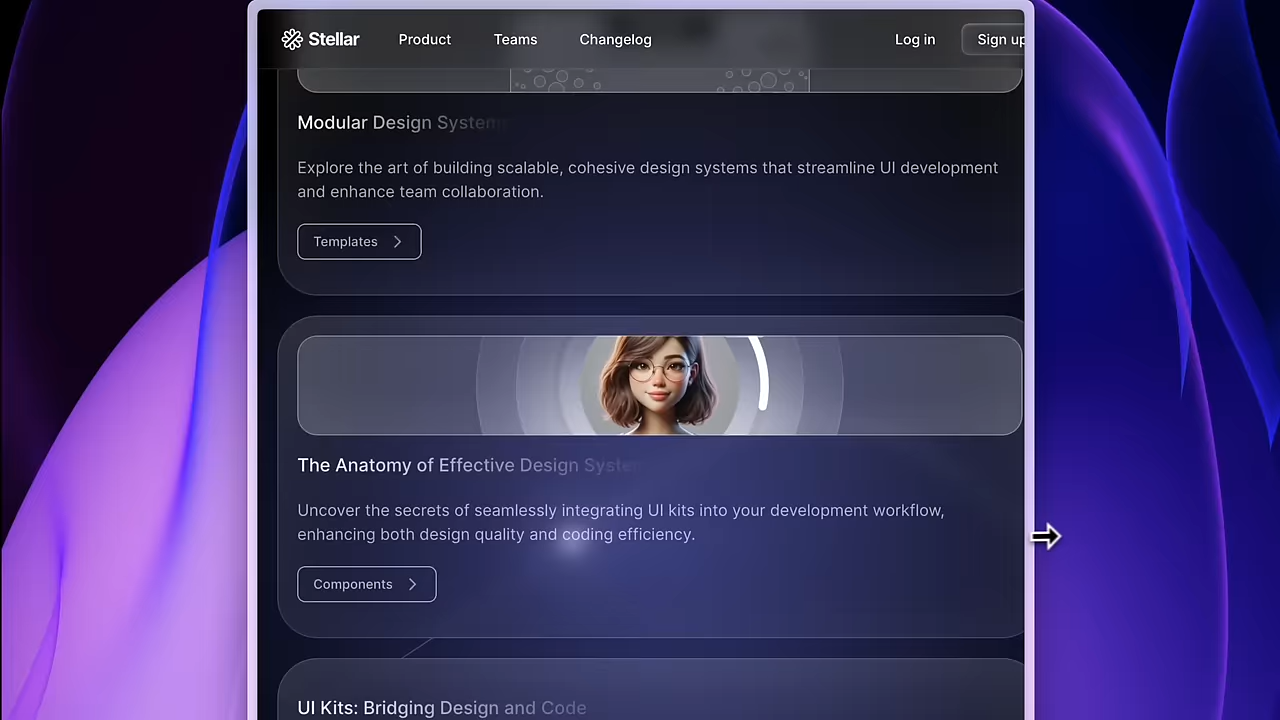 Stellar Product Teams Changelog Log in Sign up
Modular Design System
Explore the art of building scalable, cohesive design systems that streamline UI development
and enhance team collaboration.
Templates
The Anatomy of Effective Design System
Uncover the secrets of seamlessly integrating UI kits into your development workflow,
enhancing both design quality and coding efficiency.
Components
UI Kits: Bridging Design and Code